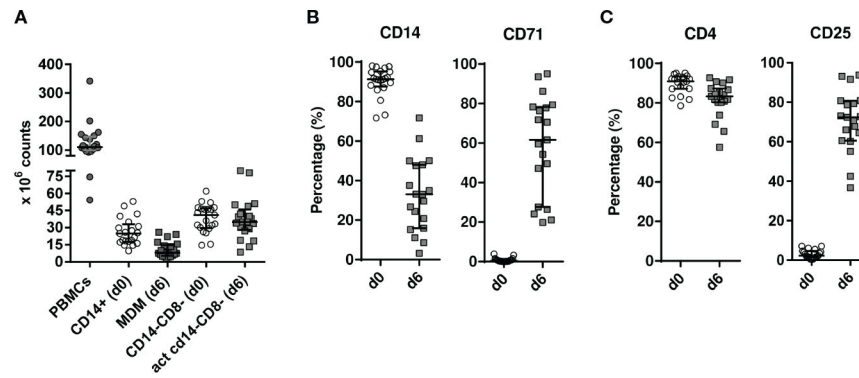 A
400
300
200
100
75
60
45
30
15
0
x 10⁶ counts
PBMCs
CD14+ (d0)
MDM (d6)
CD14-CD8- (d0)
act cd14-CD8- (d6)
B
CD14
100
80
60
40
20
0
Percentage (%)
d0
d6
CD71
100
80
60
40
20
0
d0
d6
C
CD4
100
80
60
40
20
0
Percentage (%)
d0
d6
CD25
100
80
60
40
20
0
d0
d6